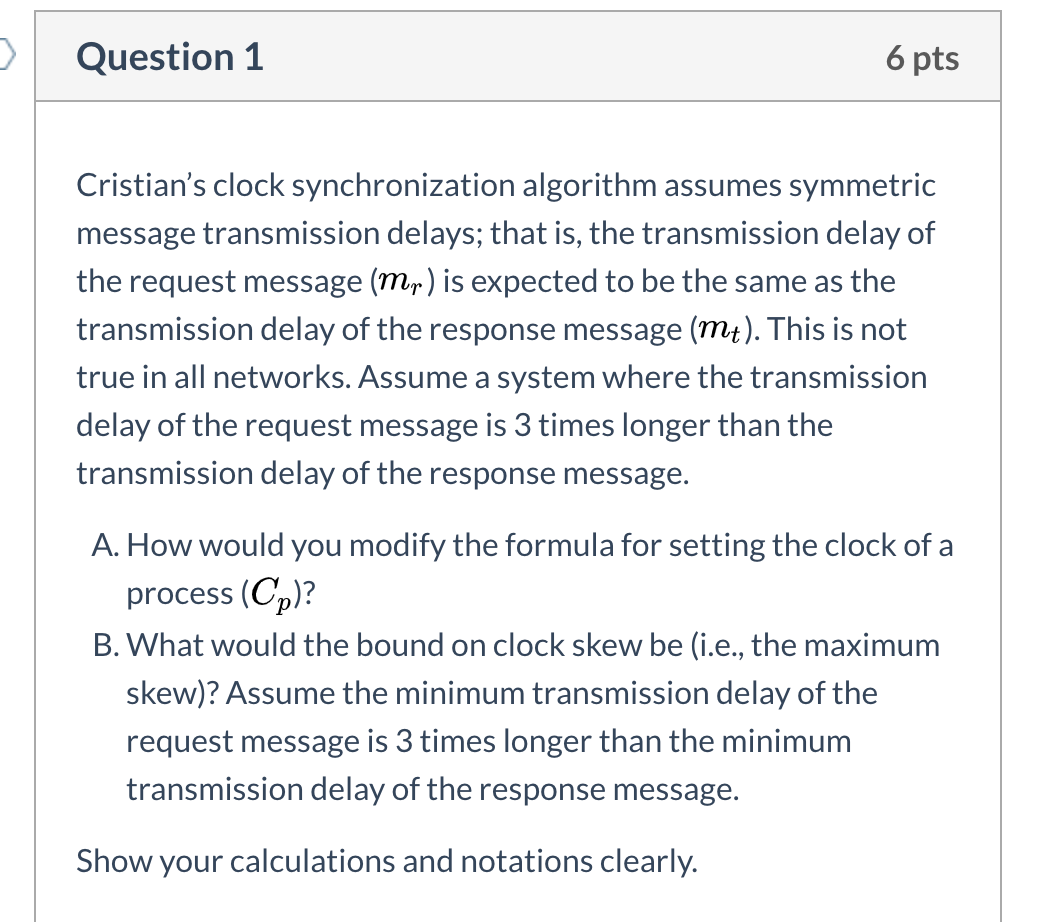 Question 1
6 pts
Cristian’s clock synchronization algorithm assumes symmetric
message transmission delays; that is, the transmission delay of
the request message (m_r) is expected to be the same as the
transmission delay of the response message (m_t). This is not
true in all networks. Assume a system where the transmission
delay of the request message is 3 times longer than the
transmission delay of the response message.
A. How would you modify the formula for setting the clock of a
process (C_p)?
B. What would the bound on clock skew be (i.e., the maximum
skew)? Assume the minimum transmission delay of the
request message is 3 times longer than the minimum
transmission delay of the response message.
Show your calculations and notations clearly.